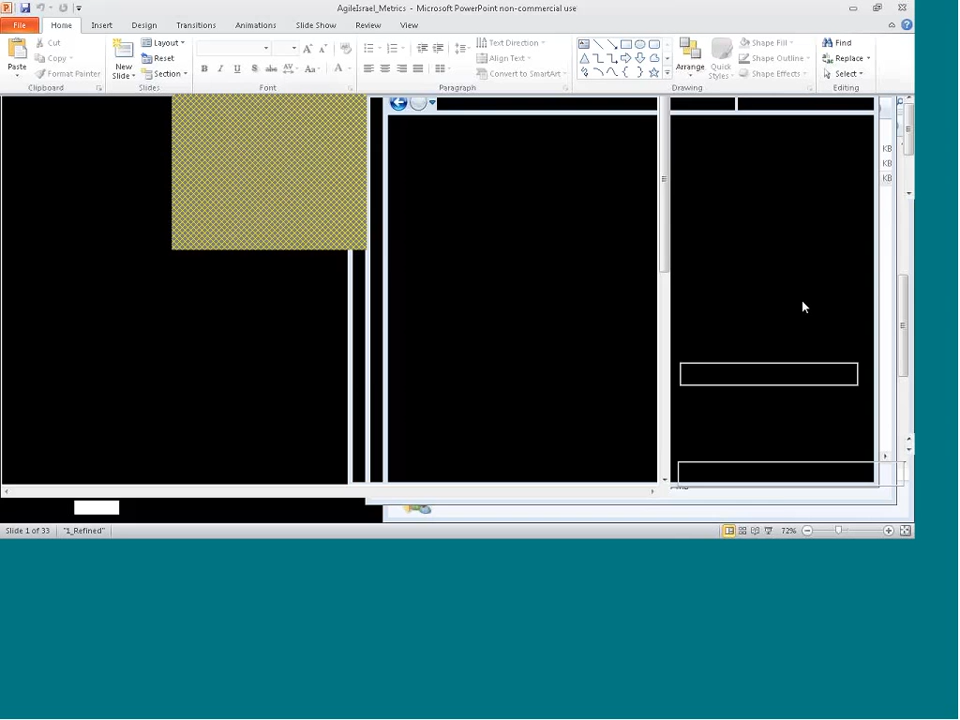 AgileIsrael_Metrics - Microsoft PowerPoint non-commercial use
File Home Insert Design Transitions Animations Slide Show Review View
Cut Layout Text Direction Shape Fill Find
Copy Reset Align Text Shape Outline Replace
Paste Format Painter New Slide Section B I U S abc AV Aa A Convert to SmartArt Arrange Quick Styles Shape Effects Select
Clipboard Slides Font Paragraph Drawing Editing
KB
KB
KB
Slide 1 of 33 "1_Refined" 72%